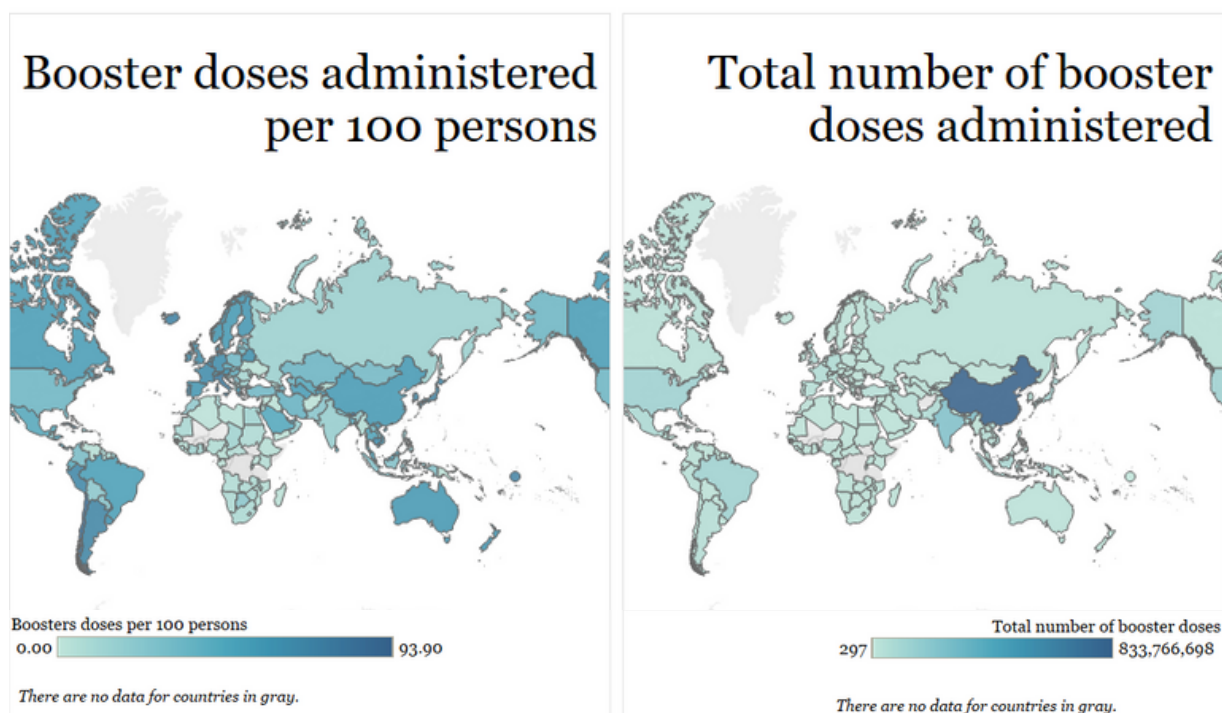 Booster doses administered
per 100 persons
Boosters doses per 100 persons
0.00 93.90
There are no data for countries in gray.
Total number of booster
doses administered
Total number of booster doses
297 833,766,698
There are no data for countries in gray.